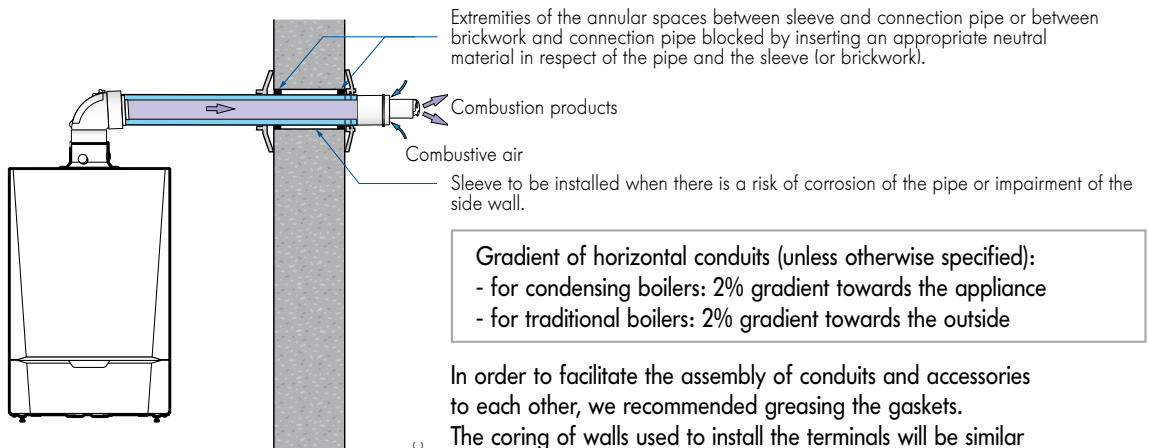 Extremities of the annular spaces between sleeve and connection pipe or between
brickwork and connection pipe blocked by inserting an appropriate neutral
material in respect of the pipe and the sleeve (or brickwork).
Combustion products
Combustive air
Sleeve to be installed when there is a risk of corrosion of the pipe or impairment of the
side wall.
Gradient of horizontal conduits (unless otherwise specified):
- for condensing boilers: 2% gradient towards the appliance
- for traditional boilers: 2% gradient towards the outside
In order to facilitate the assembly of conduits and accessories
to each other, we recommended greasing the gaskets.
The coring of walls used to install the terminals will be similar